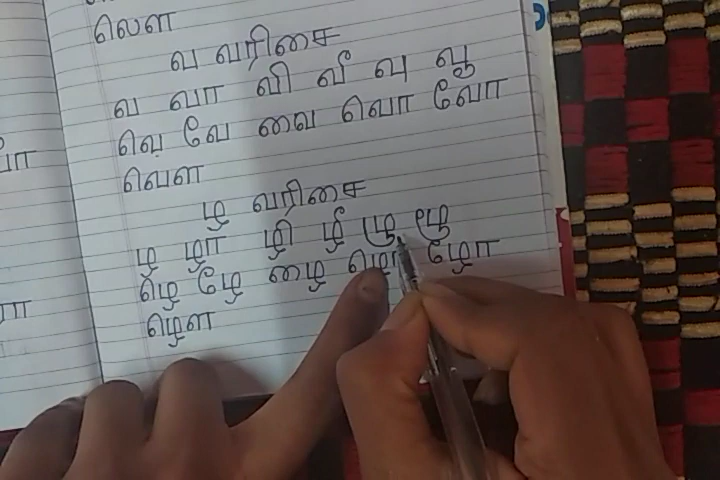 லௌ
வ வரிசை
வ வா வி வீ வு வூ
வெ வே வை வொ வோ
வௌ
ழ வரிசை
ழ ழா ழி ழீ ழு ழூ
ழெ ழே ழை ழொ ழோ
ழௌ